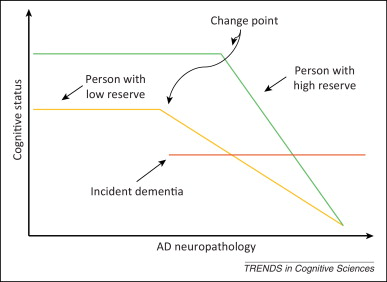 Change point
Person with
low reserve
Person with
high reserve
Cognitive status
Incident dementia
AD neuropathology
TRENDS in Cognitive Sciences